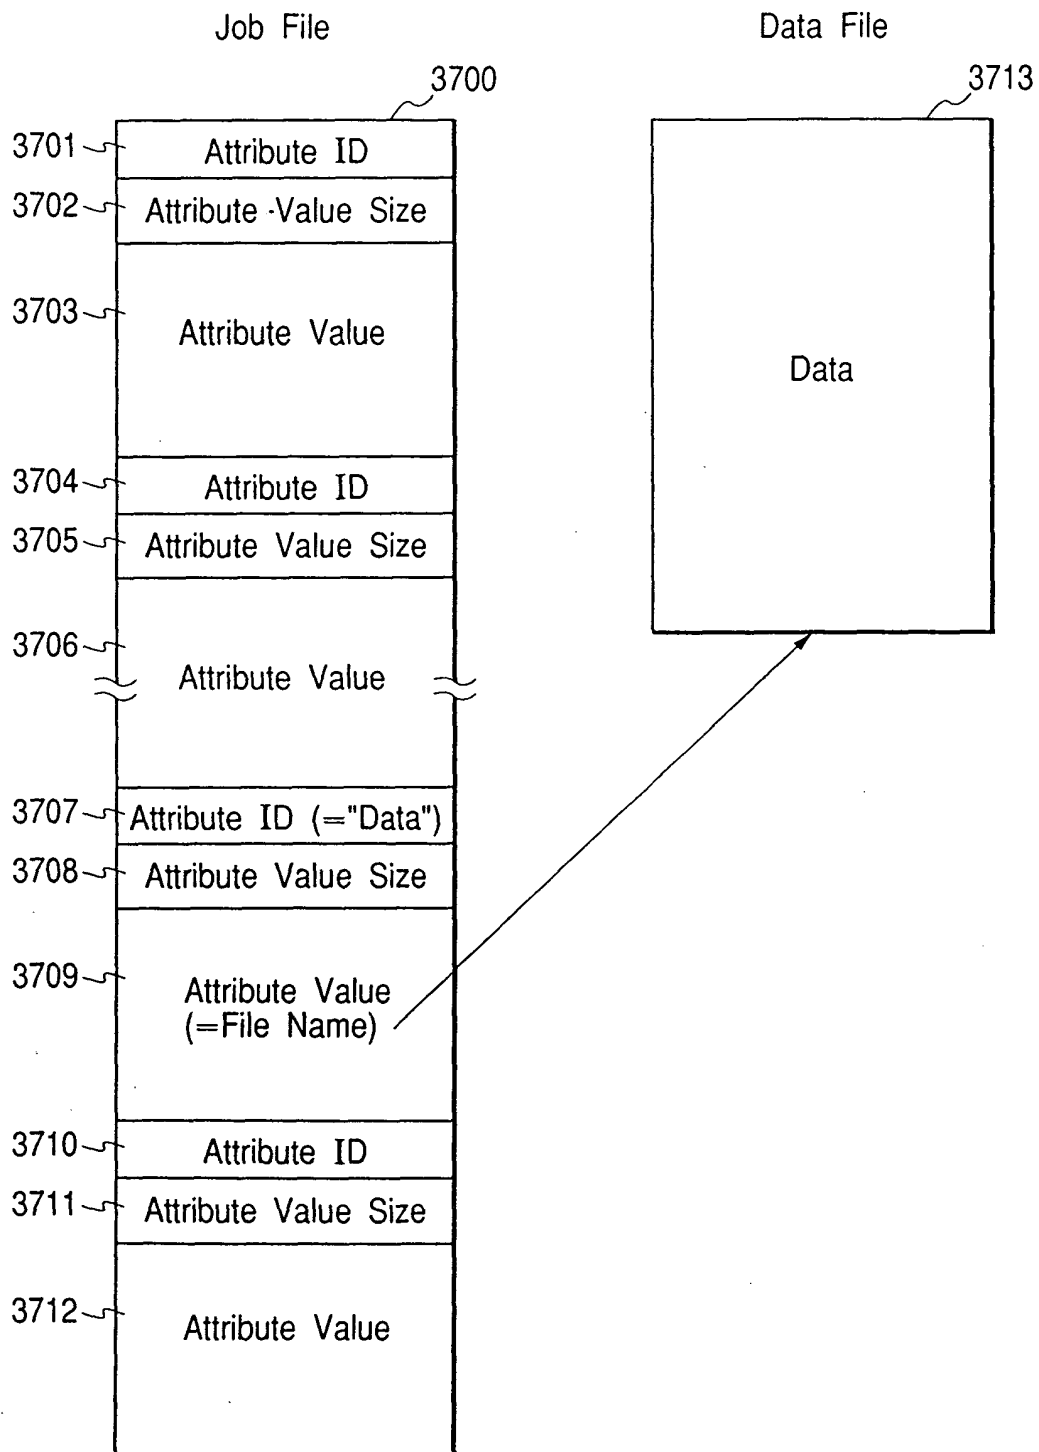 Job File
Data File
3700
3713
3701
Attribute ID
3702
Attribute Value Size
3703
Attribute Value
Data
3704
Attribute ID
3705
Attribute Value Size
3706
Attribute Value
3707
Attribute ID (="Data")
3708
Attribute Value Size
3709
Attribute Value
(=File Name)
3710
Attribute ID
3711
Attribute Value Size
3712
Attribute Value